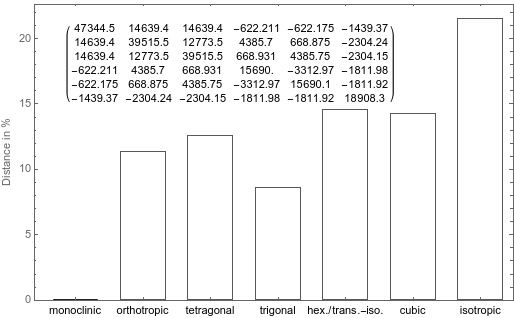 47344.5 14639.4 14639.4 −622.211 −622.175 −1439.37
14639.4 39515.5 12773.5 4385.7 668.875 −2304.24
14639.4 12773.5 39515.5 668.931 4385.75 −2304.15
−622.211 4385.7 668.931 15690. −3312.97 −1811.98
−622.175 668.875 4385.75 −3312.97 15690.1 −1811.92
−1439.37 −2304.24 −2304.15 −1811.98 −1811.92 18908.3
Distance in %
20
15
10
5
0
monoclinic orthotropic tetragonal trigonal hex./trans.−iso. cubic isotropic